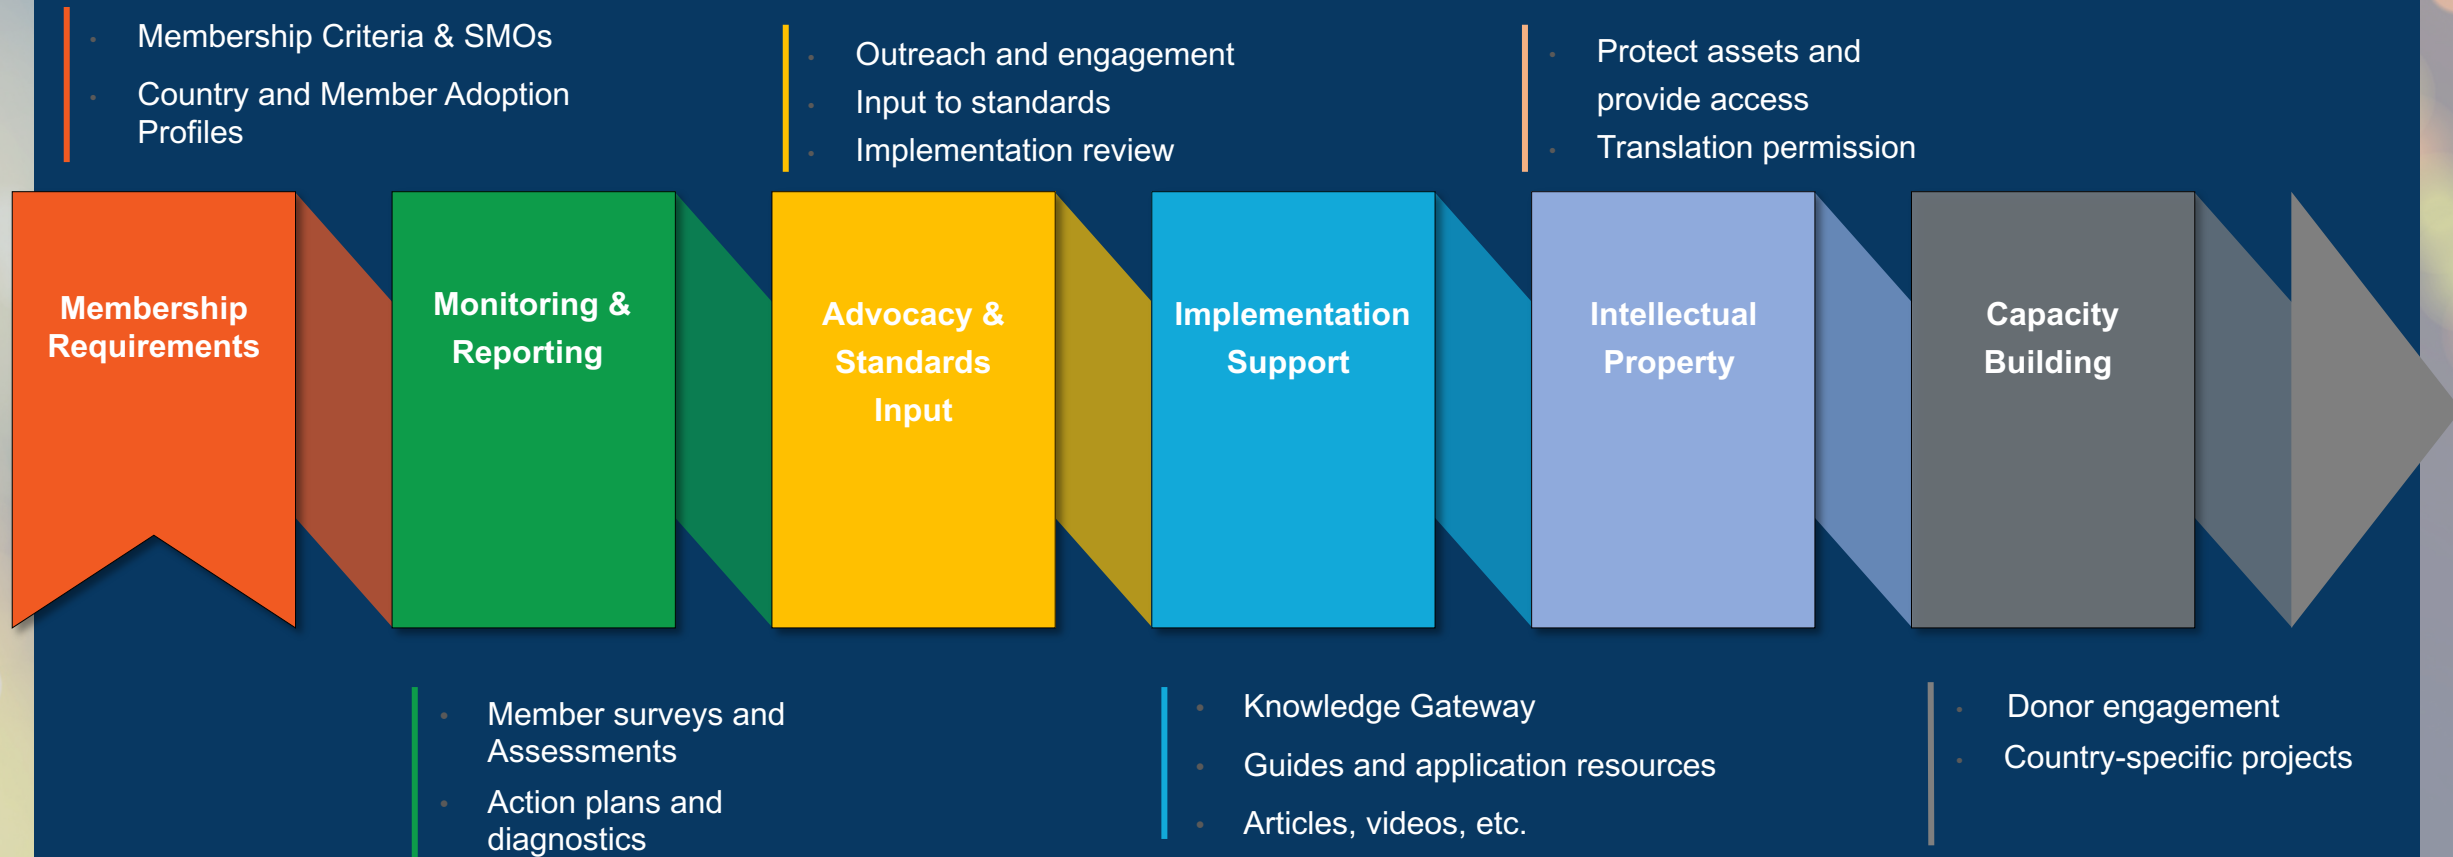 Membership Criteria & SMOs
Country and Member Adoption
Profiles
Outreach and engagement
Input to standards
Implementation review
Protect assets and
provide access
Translation permission
Membership
Requirements
Monitoring &
Reporting
Advocacy &
Standards
Input
Implementation
Support
Intellectual
Property
Capacity
Building
Member surveys and
Assessments
Action plans and
diagnostics
Knowledge Gateway
Guides and application resources
Articles, videos, etc.
Donor engagement
Country-specific projects